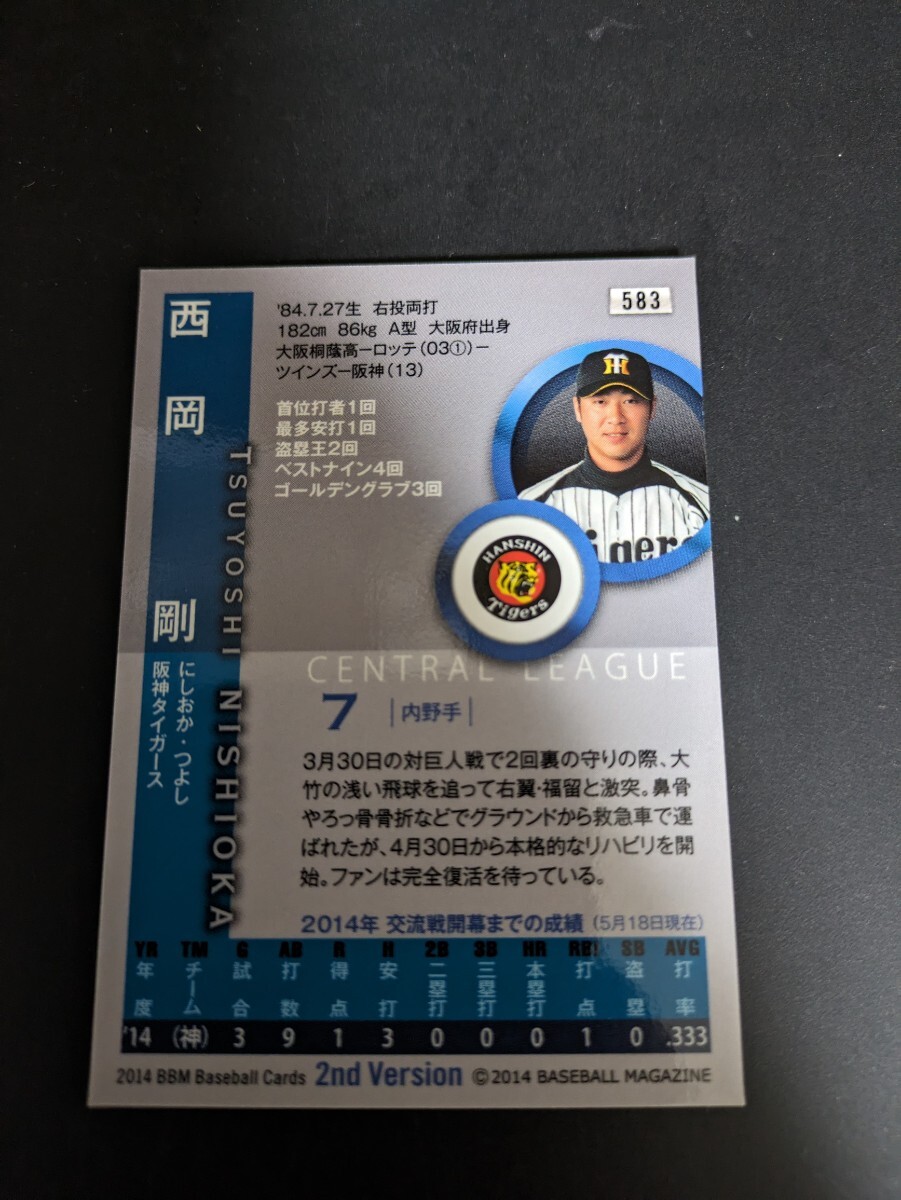 583
'84.7.27生 右投両打
182cm 86kg A型 大阪府出身
大阪桐蔭高ーロッテ(03①)ー
ツインズー阪神(13)
首位打者1回
最多安打1回
盗塁王2回
ベストナイン4回
ゴールデングラブ3回
西岡 剛
TSUYOSHI NISHIOKA
にしおか・つよし
阪神タイガース
HANSHIN
Tigers
CENTRAL LEAGUE
7 内野手
3月30日の対巨人戦で2回裏の守りの際、大
竹の浅い飛球を追って右翼・福留と激突。鼻骨
やろっ骨骨折などでグラウンドから救急車で運
ばれたが、4月30日から本格的なリハビリを開
始。ファンは完全復活を待っている。
2014年 交流戦開幕までの成績 (5月18日現在)
YR TM G AB R H 2B 3B HR RBI SB AVG
年度 チーム 試合 打数 得点 安打 二塁打 三塁打 本塁打 打点 盗塁 打率
'14 (神) 3 9 1 3 0 0 0 1 0 .333
2014 BBM Baseball Cards 2nd Version ©2014 BASEBALL MAGAZINE